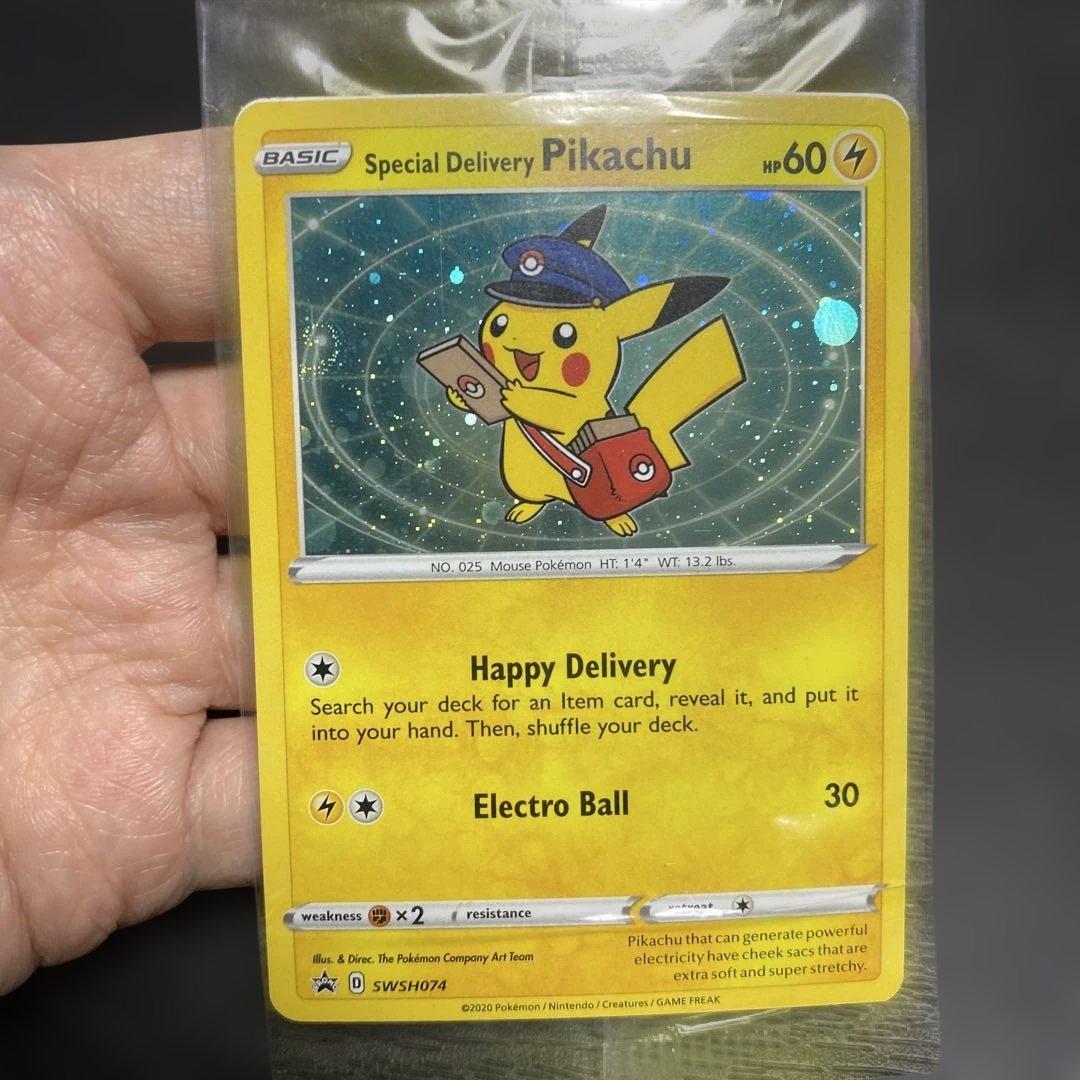 BASIC Special Delivery Pikachu HP 60
NO. 025 Mouse Pokémon HT: 1'4" WT: 13.2 lbs.
Happy Delivery
Search your deck for an Item card, reveal it, and put it
into your hand. Then, shuffle your deck.
Electro Ball 30
weakness ×2 resistance retreat
Illus. & Direc. The Pokémon Company Art Team
D SWSH074
Pikachu that can generate powerful
electricity have cheek sacs that are
extra soft and super stretchy.
©2020 Pokémon / Nintendo / Creatures / GAME FREAK